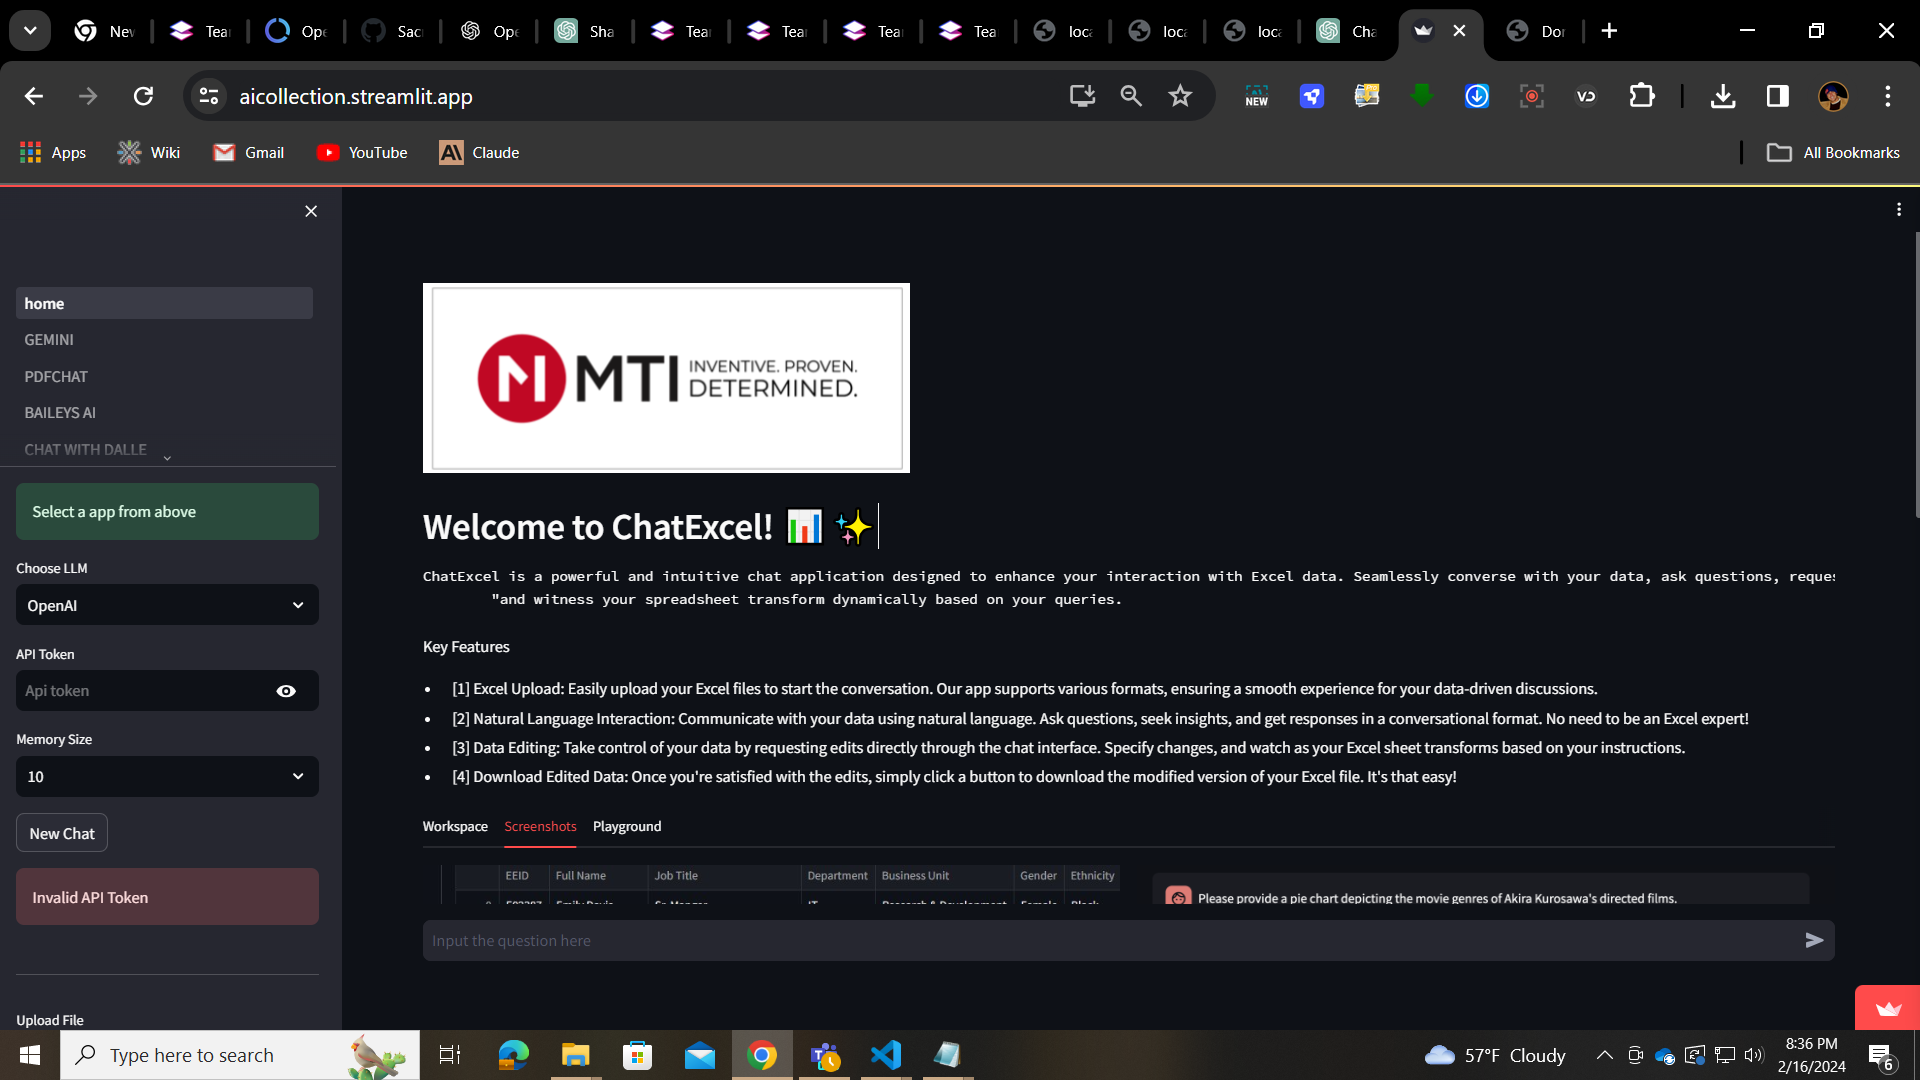 New
Tear
Ope
Sac
Ope
Sha
Tear
Tear
Tear
Tea
loca
loca
loca
Cha
Dor
aicollection.streamlit.app
NEW
VD
Apps
Wiki
Gmail
YouTube
Claude
All Bookmarks
home
GEMINI
PDFCHAT
BAILEYS AI
CHAT WITH DALLE
Select a app from above
Choose LLM
OpenAI
API Token
Api token
Memory Size
10
New Chat
Invalid API Token
Upload File
MTI INVENTIVE. PROVEN.
DETERMINED.
Welcome to ChatExcel! 📊 ✨
ChatExcel is a powerful and intuitive chat application designed to enhance your interaction with Excel data. Seamlessly converse with your data, ask questions, reques
"and witness your spreadsheet transform dynamically based on your queries.
Key Features
• [1] Excel Upload: Easily upload your Excel files to start the conversation. Our app supports various formats, ensuring a smooth experience for your data-driven discussions.
• [2] Natural Language Interaction: Communicate with your data using natural language. Ask questions, seek insights, and get responses in a conversational format. No need to be an Excel expert!
• [3] Data Editing: Take control of your data by requesting edits directly through the chat interface. Specify changes, and watch as your Excel sheet transforms based on your instructions.
• [4] Download Edited Data: Once you're satisfied with the edits, simply click a button to download the modified version of your Excel file. It's that easy!
Workspace Screenshots Playground
EEID Full Name Job Title Department Business Unit Gender Ethnicity
Please provide a pie chart depicting the movie genres of Akira Kurosawa's directed films.
Input the question here
Type here to search
57°F Cloudy
8:36 PM
2/16/2024
6